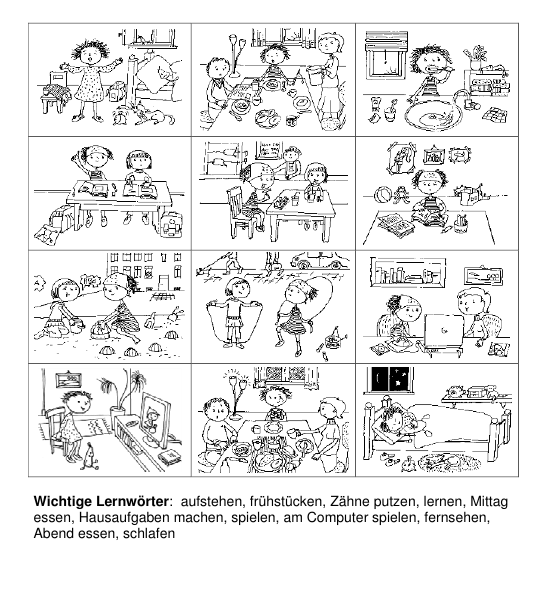 Wichtige Lernwörter:  aufstehen, frühstücken, Zähne putzen, lernen, Mittag
essen, Hausaufgaben machen, spielen, am Computer spielen, fernsehen,
Abend essen, schlafen